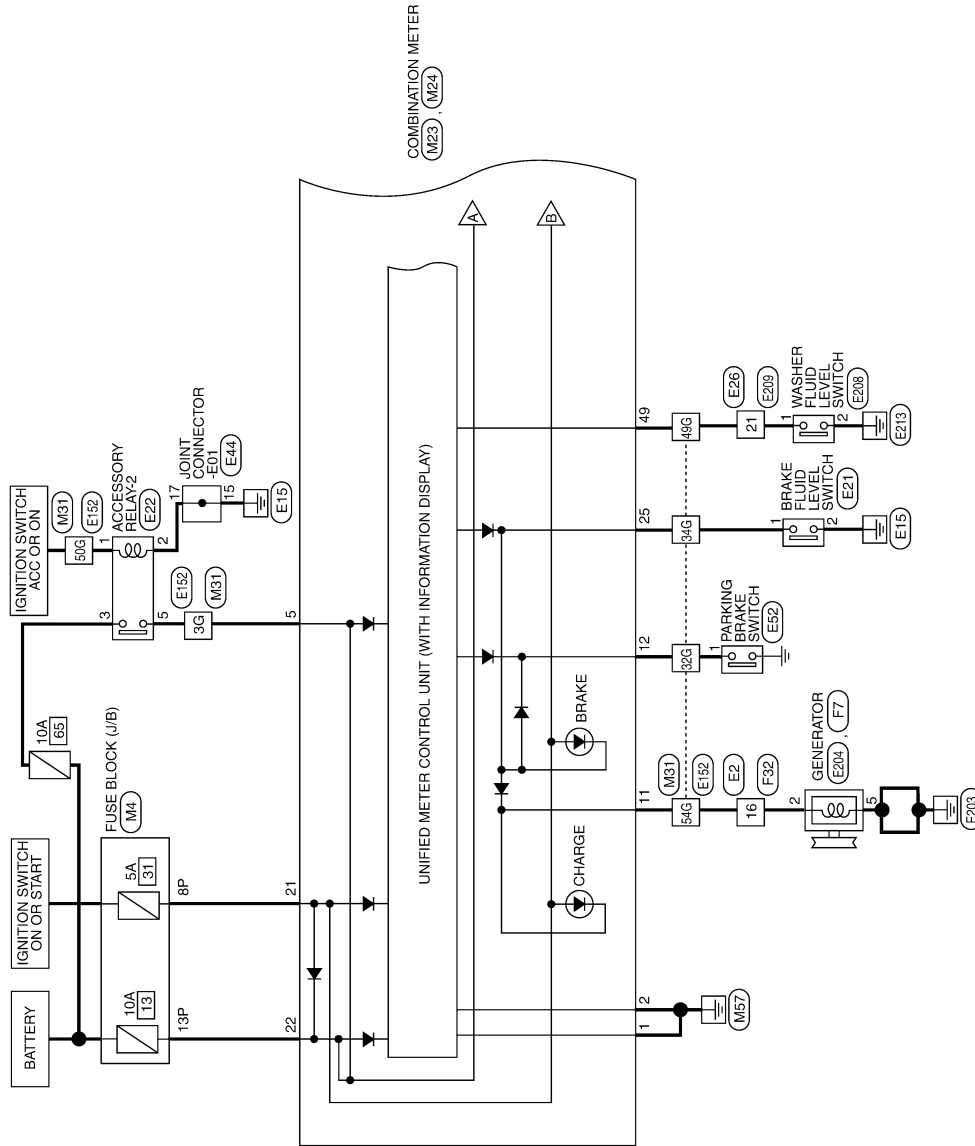 BATTERY
IGNITION SWITCH
ON OR START
IGNITION SWITCH
ACC OR ON
10A
13
5A
31
FUSE BLOCK (J/B)
M4
13P
8P
10A
65
50G
M31
E152
1
3
ACCESSORY
RELAY-2
E22
2
5
17
JOINT
CONNECTOR
-E01
E44
15
E15
3G
E152
M31
22
21
5
COMBINATION METER
M23 , M24
UNIFIED METER CONTROL UNIT (WITH INFORMATION DISPLAY)
A
B
CHARGE
BRAKE
1
2
11
12
25
49
M57
54G
M31
E152
32G
34G
49G
16
E2
F32
21
E26
E209
2
GENERATOR
E204 , F7
5
1
PARKING
BRAKE
SWITCH
E52
1
BRAKE
FLUID
LEVEL
SWITCH
E21
2
E15
1
WASHER
FLUID
LEVEL
SWITCH
E208
2
E213